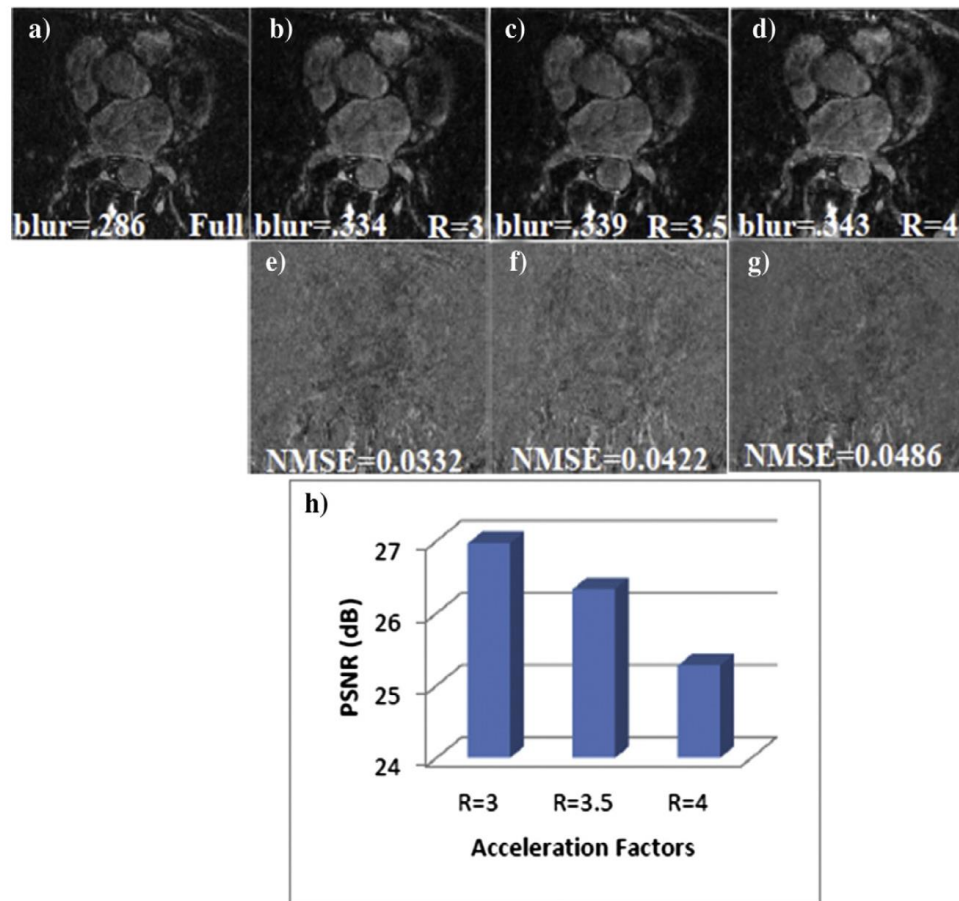 a)
b)
c)
d)
blur=.286 Full
blur=.334 R=3
blur=.339 R=3.5
blur=.343 R=4
e)
f)
g)
NMSE=0.0332
NMSE=0.0422
NMSE=0.0486
h)
27
26
25
24
PSNR (dB)
R=3 R=3.5 R=4
Acceleration Factors